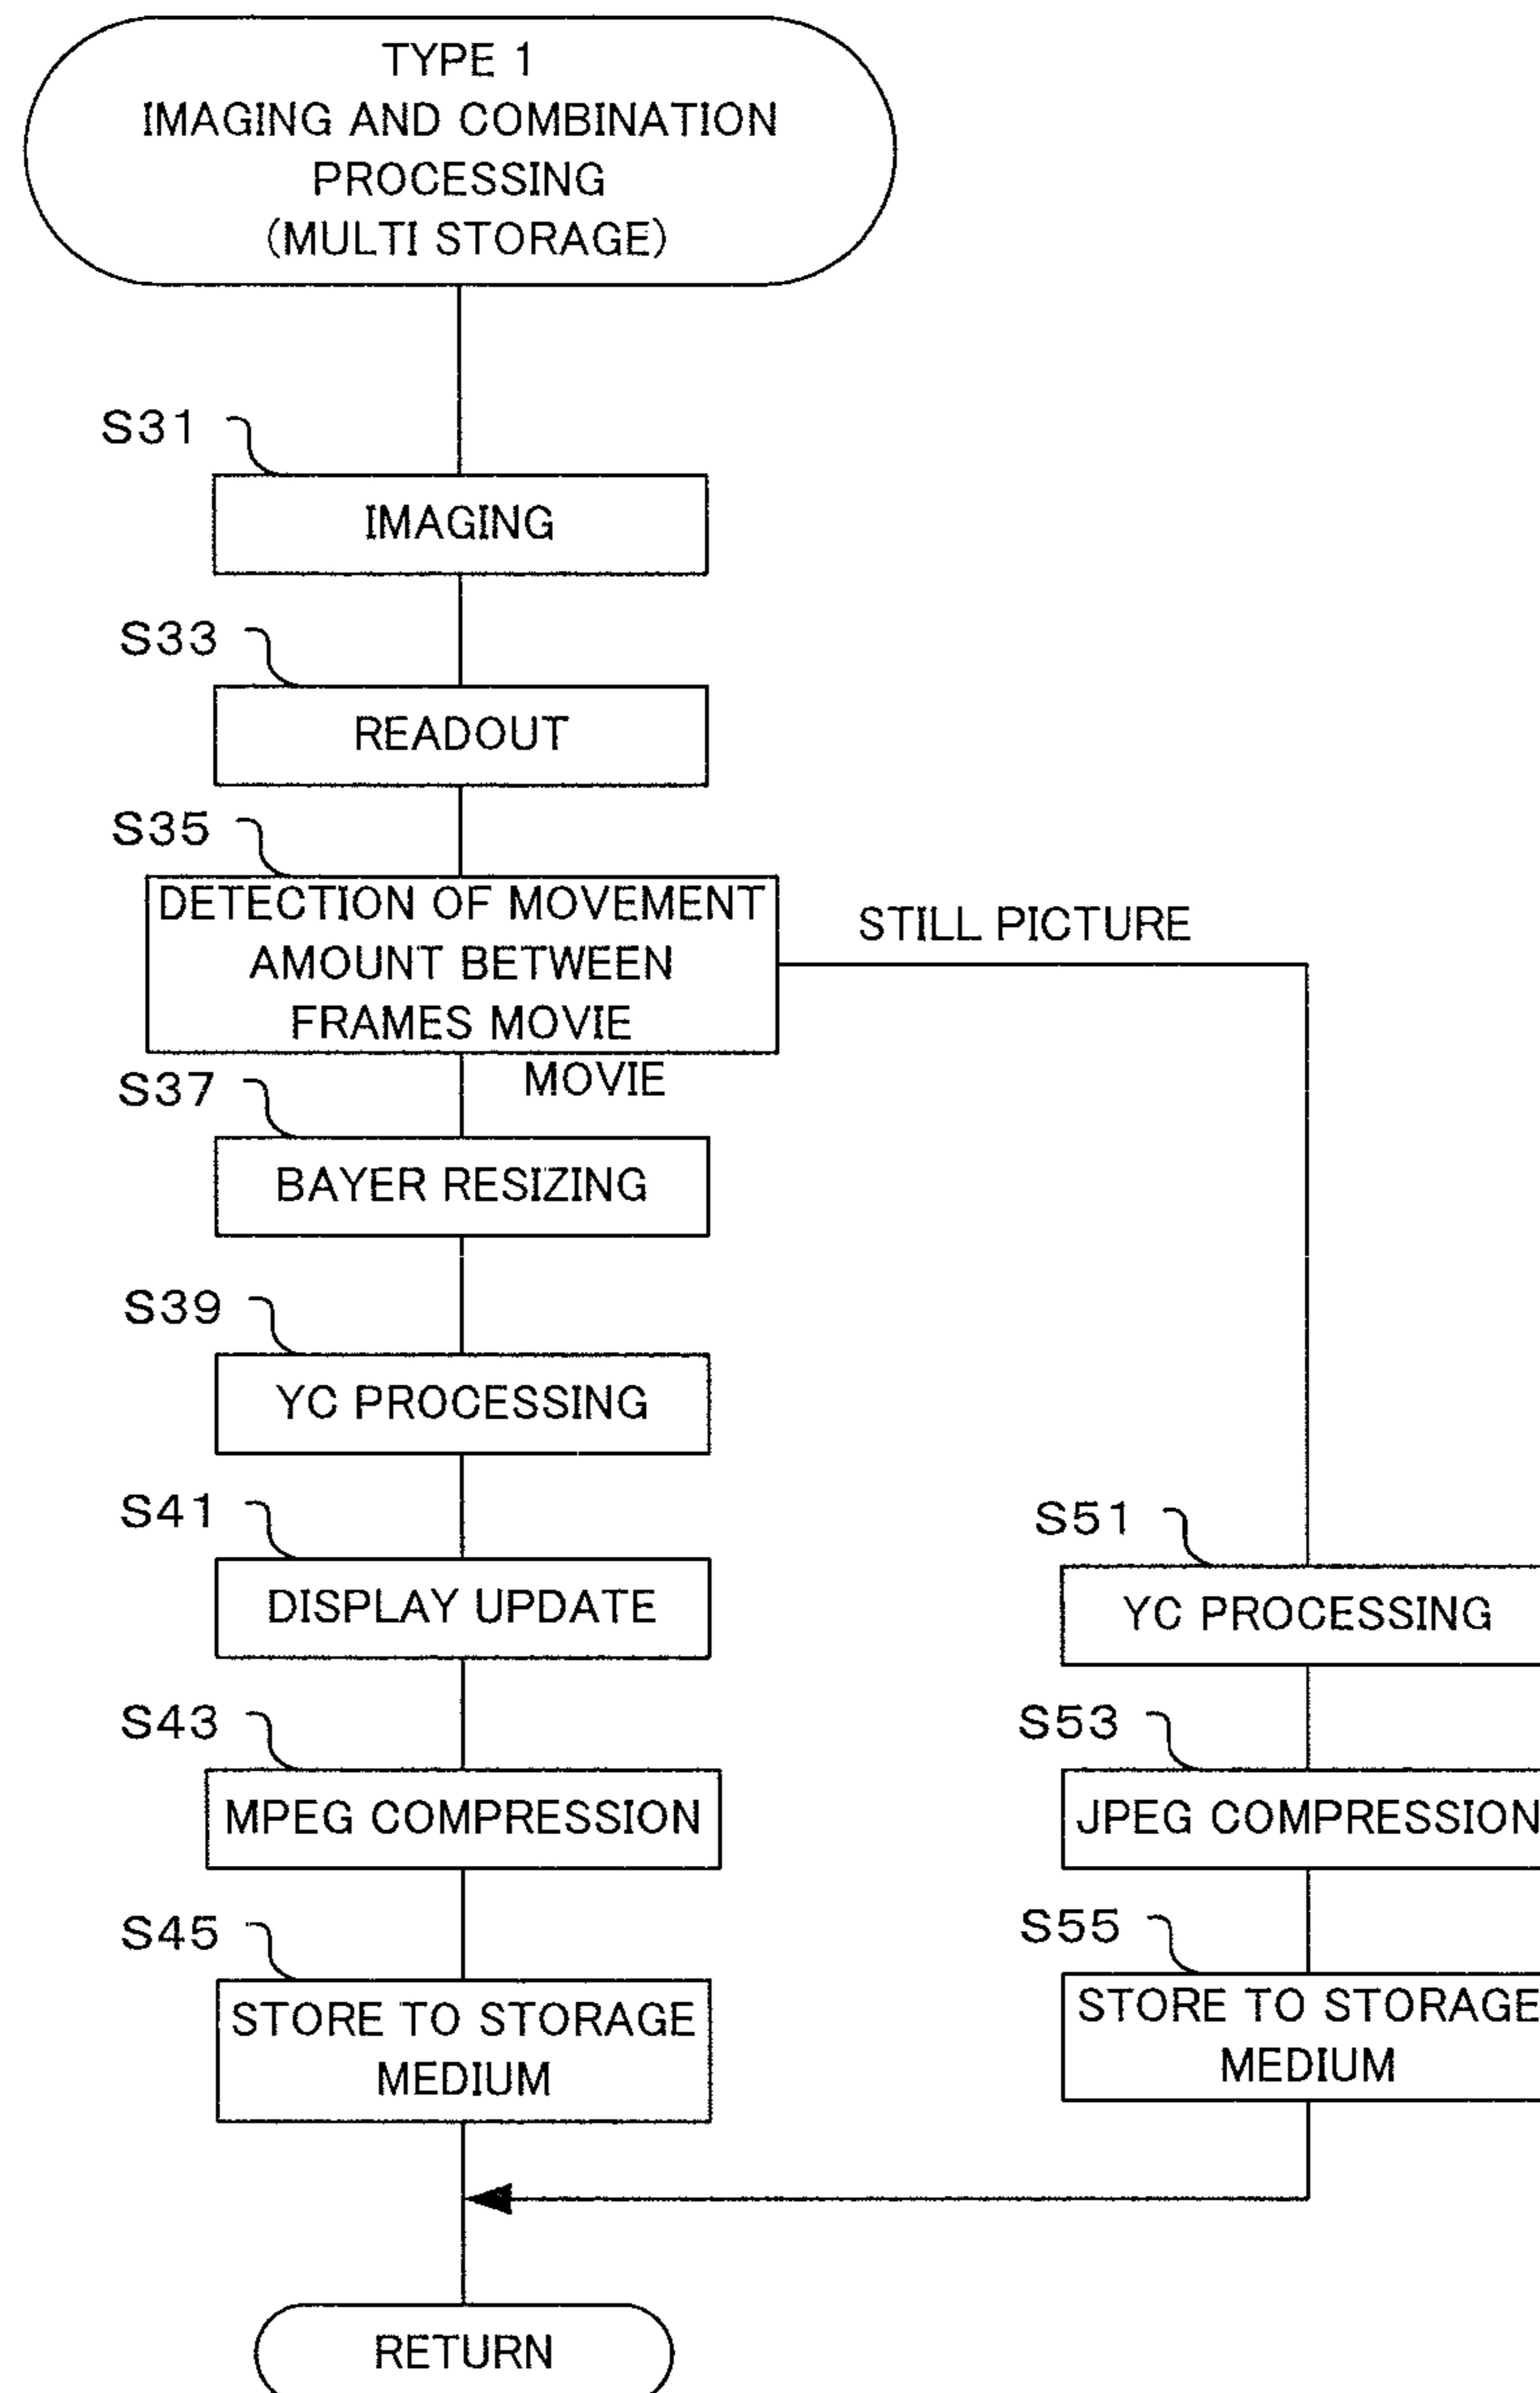 TYPE 1
IMAGING AND COMBINATION
PROCESSING
(MULTI STORAGE)
S31
IMAGING
S33
READOUT
S35
DETECTION OF MOVEMENT
AMOUNT BETWEEN
FRAMES MOVIE
STILL PICTURE
MOVIE
S37
BAYER RESIZING
S39
YC PROCESSING
S41
DISPLAY UPDATE
S43
MPEG COMPRESSION
S45
STORE TO STORAGE
MEDIUM
S51
YC PROCESSING
S53
JPEG COMPRESSION
S55
STORE TO STORAGE
MEDIUM
RETURN